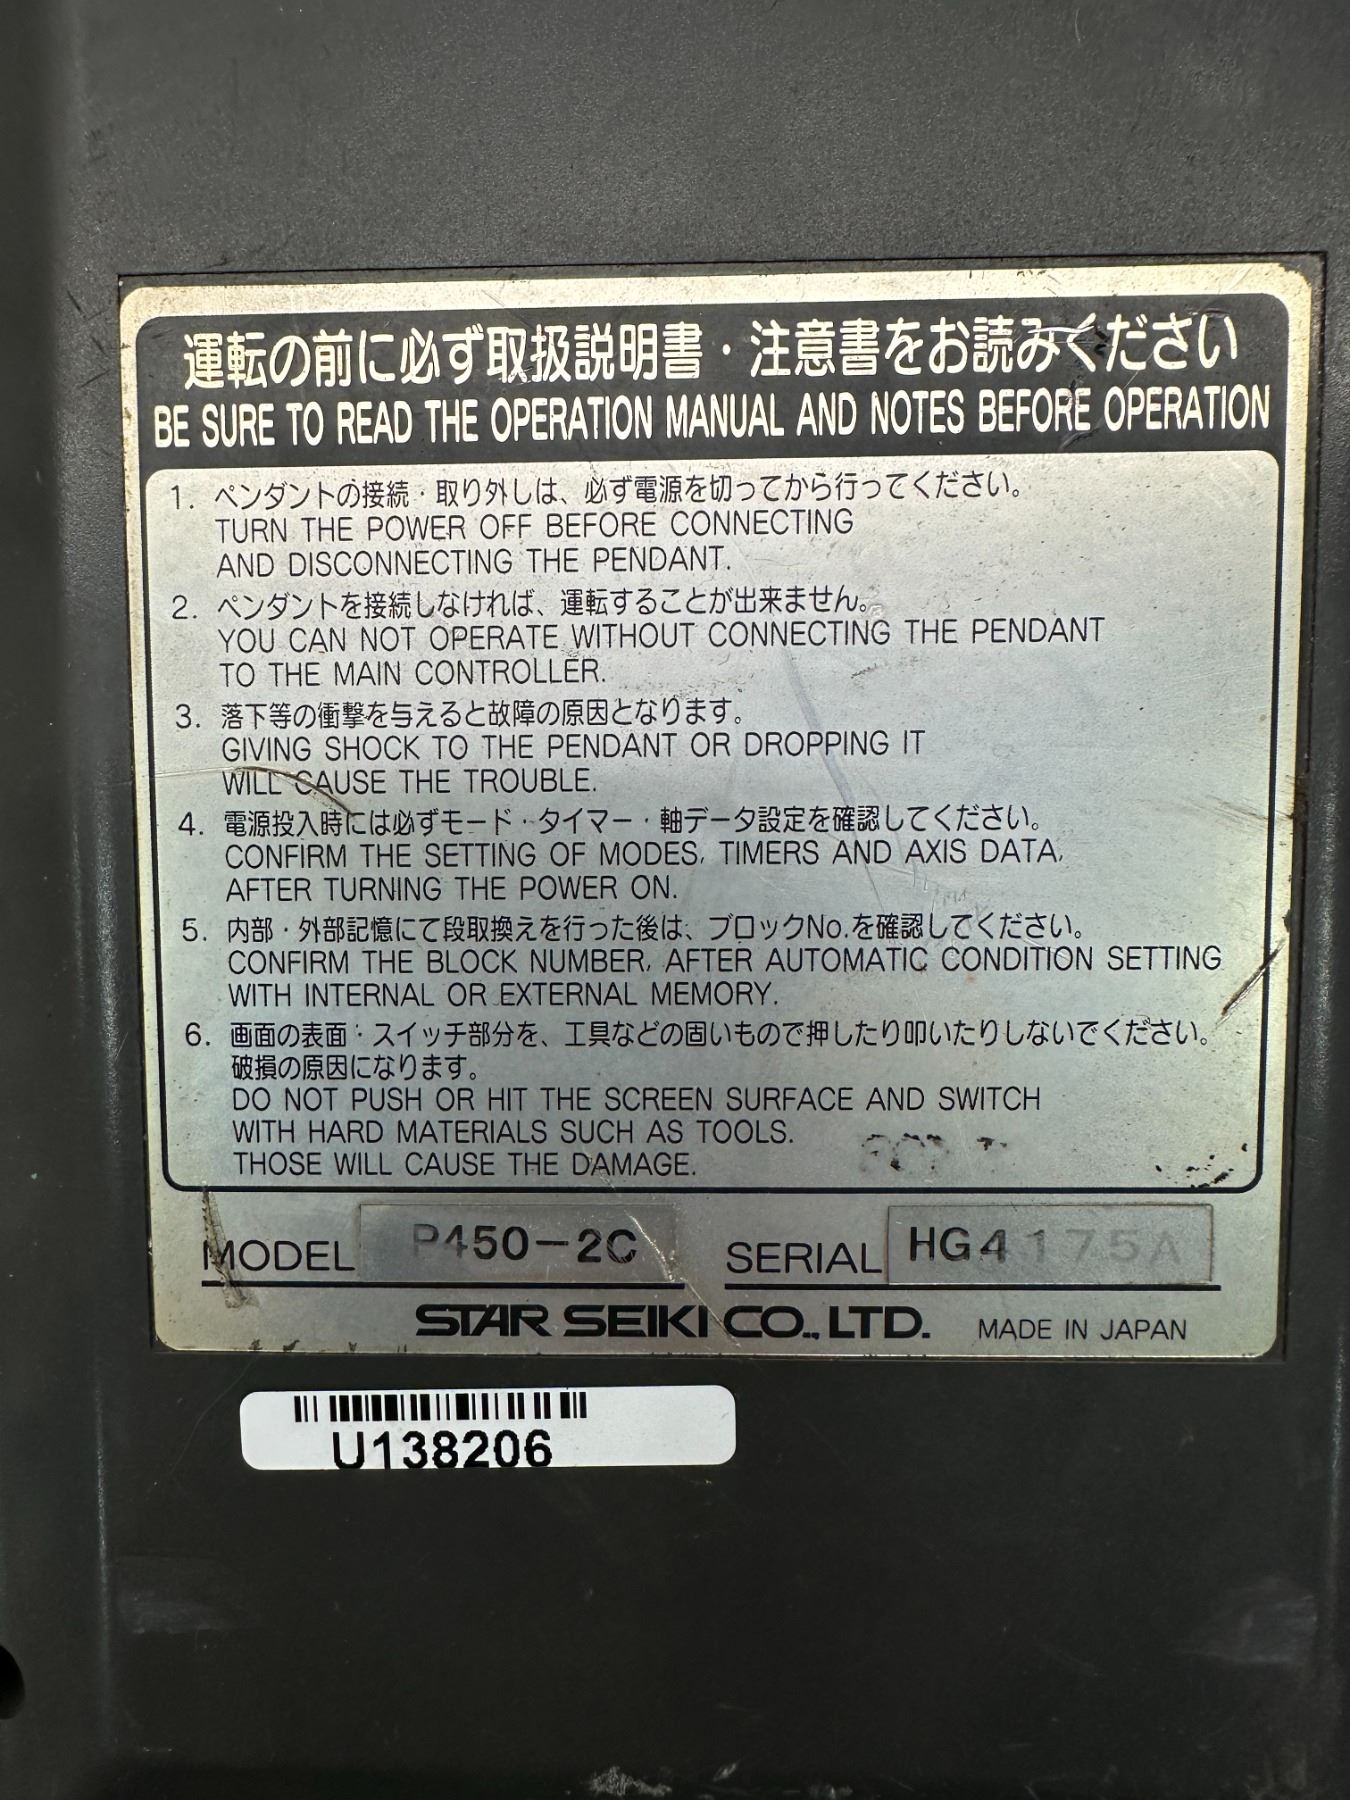 運転の前に必ず取扱説明書・注意書をお読みください
BE SURE TO READ THE OPERATION MANUAL AND NOTES BEFORE OPERATION
1. ペンダントの接続・取り外しは、必ず電源を切ってから行ってください。
TURN THE POWER OFF BEFORE CONNECTING
AND DISCONNECTING THE PENDANT.
2. ペンダントを接続しなければ、運転することが出来ません。
YOU CAN NOT OPERATE WITHOUT CONNECTING THE PENDANT
TO THE MAIN CONTROLLER.
3. 落下等の衝撃を与えると故障の原因となります。
GIVING SHOCK TO THE PENDANT OR DROPPING IT
WILL CAUSE THE TROUBLE.
4. 電源投入時には必ずモード・タイマー・軸データ設定を確認してください。
CONFIRM THE SETTING OF MODES, TIMERS AND AXIS DATA,
AFTER TURNING THE POWER ON.
5. 内部・外部記憶にて段取換えを行った後は、ブロックNo.を確認してください。
CONFIRM THE BLOCK NUMBER, AFTER AUTOMATIC CONDITION SETTING
WITH INTERNAL OR EXTERNAL MEMORY.
6. 画面の表面・スイッチ部分を、工具などの固いもので押したり叩いたりしないでください。
破損の原因になります。
DO NOT PUSH OR HIT THE SCREEN SURFACE AND SWITCH
WITH HARD MATERIALS SUCH AS TOOLS.
THOSE WILL CAUSE THE DAMAGE.
MODEL P450-2C SERIAL HG4175A
STAR SEIKI CO., LTD. MADE IN JAPAN
U138206